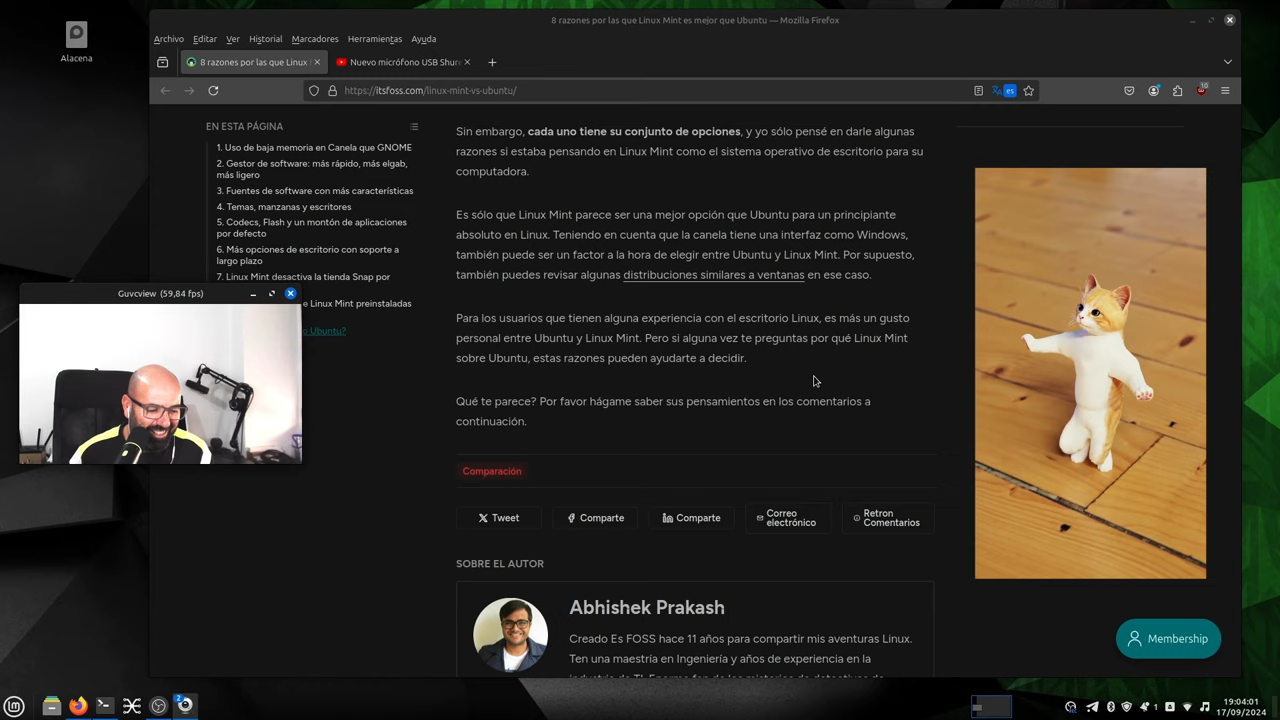 Alacena
8 razones por las que Linux Mint es mejor que Ubuntu — Mozilla Firefox
Archivo Editar Ver Historial Marcadores Herramientas Ayuda
8 razones por las que Linux
Nuevo micrófono USB Shure
https://itsfoss.com/linux-mint-vs-ubuntu/
es
EN ESTA PÁGINA
1. Uso de baja memoria en Canela que GNOME
2. Gestor de software: más rápido, más elgab,
más ligero
3. Fuentes de software con más características
4. Temas, manzanas y escritores
5. Codecs, Flash y un montón de aplicaciones
por defecto
6. Más opciones de escritorio con soporte a
largo plazo
7. Linux Mint desactiva la tienda Snap por
e Linux Mint preinstaladas
o Ubuntu?
Guvcview (59,84 fps)
Sin embargo, cada uno tiene su conjunto de opciones, y yo sólo pensé en darle algunas
razones si estaba pensando en Linux Mint como el sistema operativo de escritorio para su
computadora.
Es sólo que Linux Mint parece ser una mejor opción que Ubuntu para un principiante
absoluto en Linux. Teniendo en cuenta que la canela tiene una interfaz como Windows,
también puede ser un factor a la hora de elegir entre Ubuntu y Linux Mint. Por supuesto,
también puedes revisar algunas distribuciones similares a ventanas en ese caso.
Para los usuarios que tienen alguna experiencia con el escritorio Linux, es más un gusto
personal entre Ubuntu y Linux Mint. Pero si alguna vez te preguntas por qué Linux Mint
sobre Ubuntu, estas razones pueden ayudarte a decidir.
Qué te parece? Por favor hágame saber sus pensamientos en los comentarios a
continuación.
Comparación
Tweet
Comparte
Comparte
Correo
electrónico
Retron
Comentarios
SOBRE EL AUTOR
Abhishek Prakash
Creado Es FOSS hace 11 años para compartir mis aventuras Linux.
Ten una maestría en Ingeniería y años de experiencia en la
Membership
2
1
19:04:01
17/09/2024